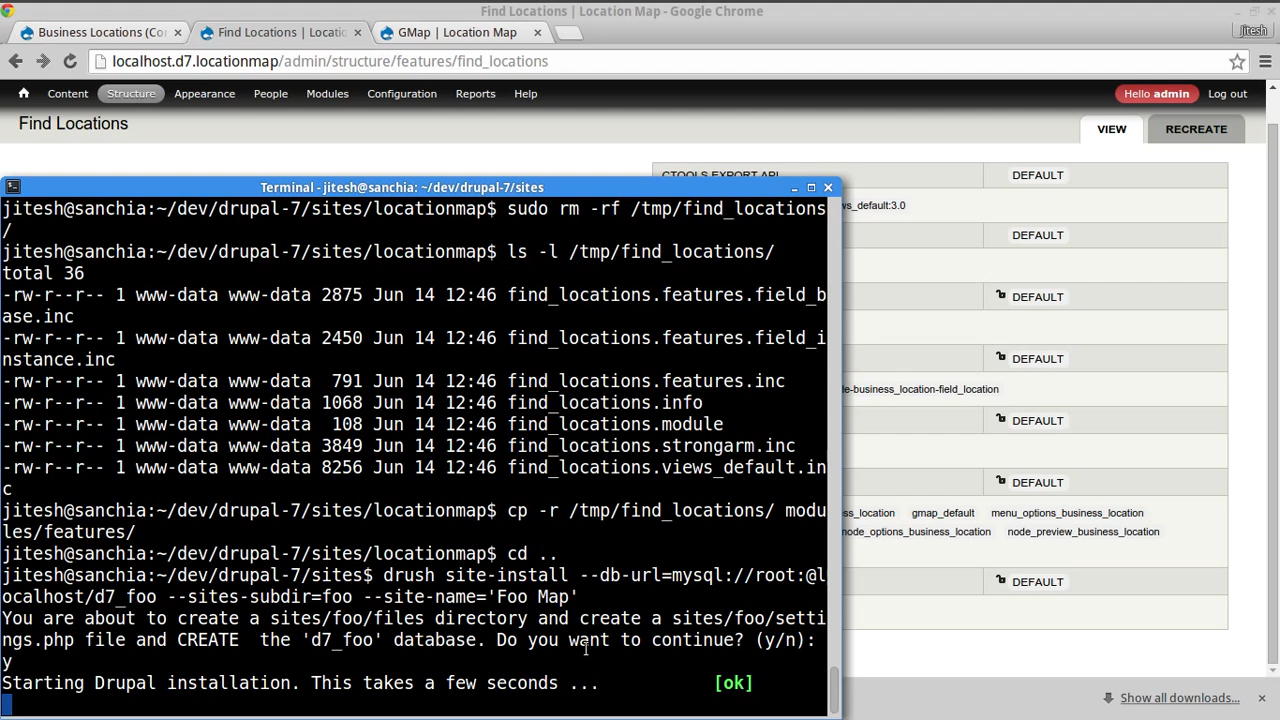 Find Locations | Location Map - Google Chrome
Business Locations (Co
Find Locations | Locatio
GMap | Location Map
jitesh
localhost.d7.locationmap/admin/structure/features/find_locations
Content Structure Appearance People Modules Configuration Reports Help Hello admin Log out
Find Locations
VIEW RECREATE
CTOOLS EXPORT API DEFAULT
Terminal - jitesh@sanchia: ~/dev/drupal-7/sites
jitesh@sanchia:~/dev/drupal-7/sites/locationmap$ sudo rm -rf /tmp/find_locations
/
jitesh@sanchia:~/dev/drupal-7/sites/locationmap$ ls -l /tmp/find_locations/
total 36
-rw-r--r-- 1 www-data www-data 2875 Jun 14 12:46 find_locations.features.field_b
ase.inc
-rw-r--r-- 1 www-data www-data 2450 Jun 14 12:46 find_locations.features.field_i
nstance.inc
-rw-r--r-- 1 www-data www-data  791 Jun 14 12:46 find_locations.features.inc
-rw-r--r-- 1 www-data www-data 1068 Jun 14 12:46 find_locations.info
-rw-r--r-- 1 www-data www-data  108 Jun 14 12:46 find_locations.module
-rw-r--r-- 1 www-data www-data 3849 Jun 14 12:46 find_locations.strongarm.inc
-rw-r--r-- 1 www-data www-data 8256 Jun 14 12:46 find_locations.views_default.in
c
jitesh@sanchia:~/dev/drupal-7/sites/locationmap$ cp -r /tmp/find_locations/ modu
les/features/
jitesh@sanchia:~/dev/drupal-7/sites/locationmap$ cd ..
jitesh@sanchia:~/dev/drupal-7/sites$ drush site-install --db-url=mysql://root:@l
ocalhost/d7_foo --sites-subdir=foo --site-name='Foo Map'
You are about to create a sites/foo/files directory and create a sites/foo/setti
ngs.php file and CREATE  the 'd7_foo' database. Do you want to continue? (y/n):
y
Starting Drupal installation. This takes a few seconds ... [ok]
ws_default:3.0
DEFAULT
DEFAULT
DEFAULT
de-business_location-field_location
DEFAULT
DEFAULT
ess_location gmap_default menu_options_business_location
node_options_business_location node_preview_business_location
DEFAULT
Show all downloads...